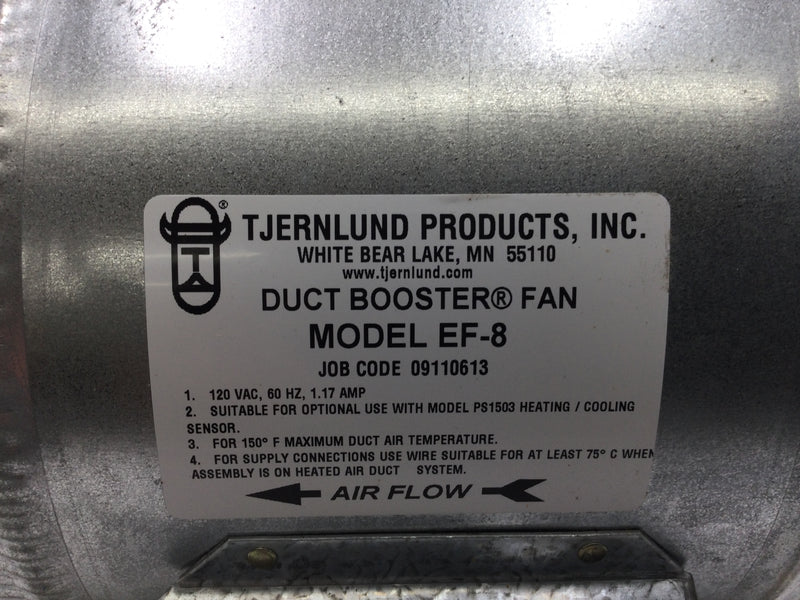 TJERNLUND PRODUCTS, INC.
WHITE BEAR LAKE, MN 55110
www.tjernlund.com
DUCT BOOSTER® FAN
MODEL EF-8
JOB CODE 09110613
1. 120 VAC, 60 HZ, 1.17 AMP
2. SUITABLE FOR OPTIONAL USE WITH MODEL PS1503 HEATING / COOLING
SENSOR.
3. FOR 150° F MAXIMUM DUCT AIR TEMPERATURE.
4. FOR SUPPLY CONNECTIONS USE WIRE SUITABLE FOR AT LEAST 75° C WHEN
ASSEMBLY IS ON HEATED AIR DUCT SYSTEM.
AIR FLOW